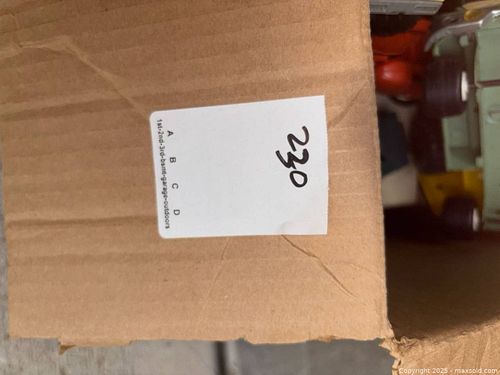 230
A B C D
1st-2nd-3rd-bsmt-garage-outdoors
Copyright 2025 - maxsold.com